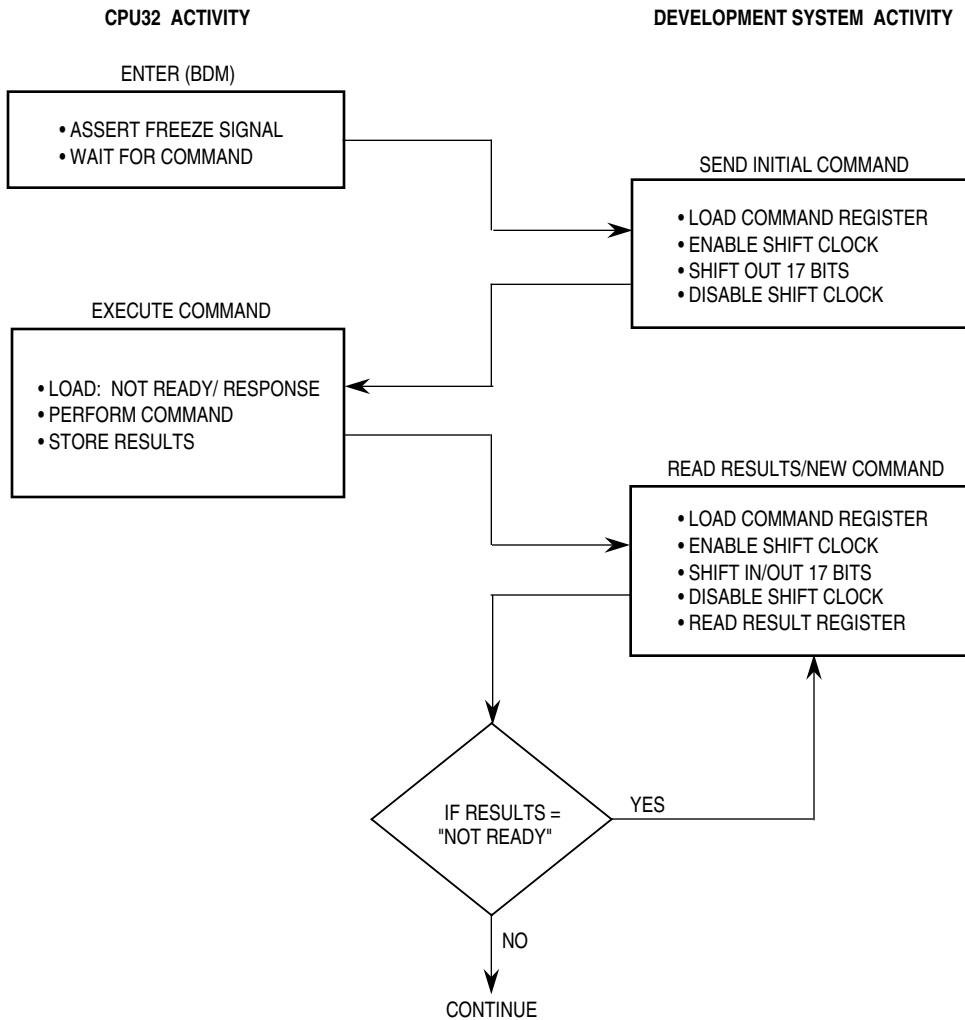 CPU32 ACTIVITY
DEVELOPMENT SYSTEM ACTIVITY
ENTER (BDM)
• ASSERT FREEZE SIGNAL
• WAIT FOR COMMAND
SEND INITIAL COMMAND
• LOAD COMMAND REGISTER
• ENABLE SHIFT CLOCK
• SHIFT OUT 17 BITS
• DISABLE SHIFT CLOCK
EXECUTE COMMAND
• LOAD: NOT READY/ RESPONSE
• PERFORM COMMAND
• STORE RESULTS
READ RESULTS/NEW COMMAND
• LOAD COMMAND REGISTER
• ENABLE SHIFT CLOCK
• SHIFT IN/OUT 17 BITS
• DISABLE SHIFT CLOCK
• READ RESULT REGISTER
IF RESULTS =
"NOT READY"
YES
NO
CONTINUE